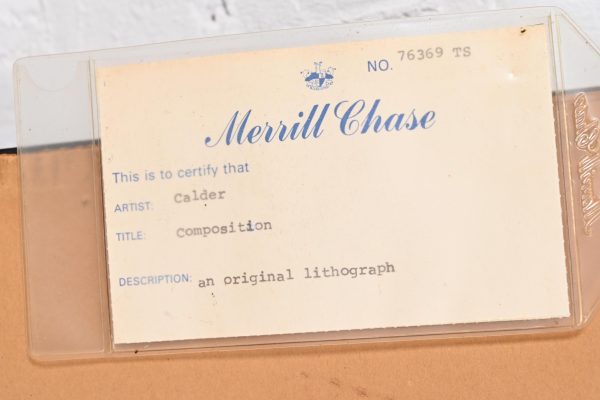 NO. 76369 TS
Merrill Chase
This is to certify that
ARTIST: Calder
TITLE: Composition
DESCRIPTION: an original lithograph